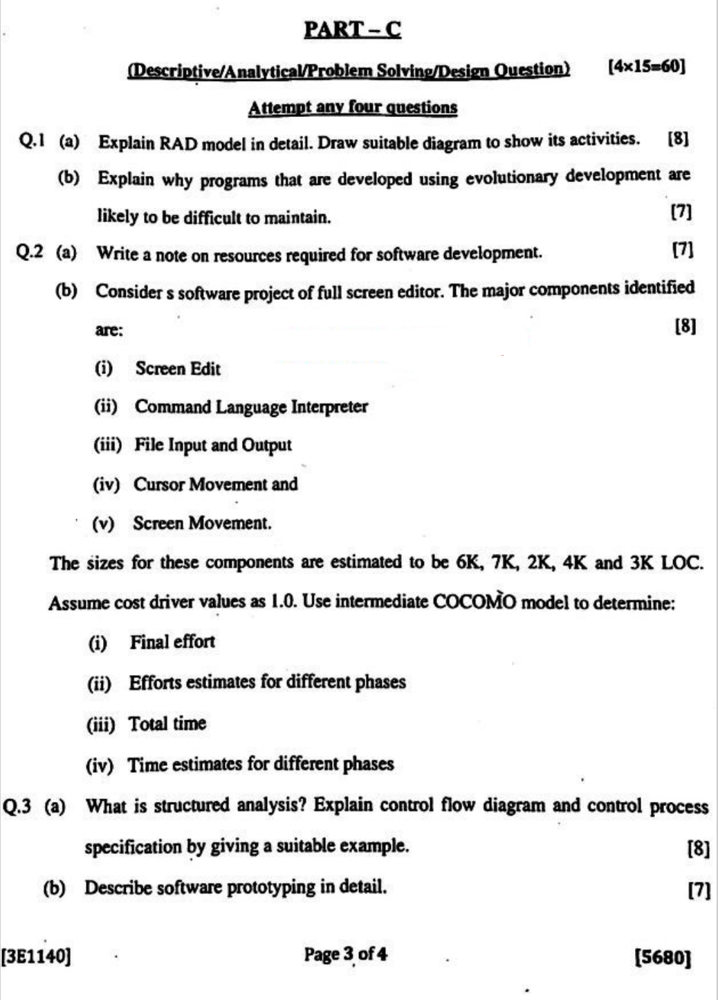 PART – C
(Descriptive/Analytical/Problem Solving/Design Question) [4×15=60]
Attempt any four questions
Q.1 (a) Explain RAD model in detail. Draw suitable diagram to show its activities. [8]
(b) Explain why programs that are developed using evolutionary development are
likely to be difficult to maintain. [7]
Q.2 (a) Write a note on resources required for software development. [7]
(b) Consider s software project of full screen editor. The major components identified
are: [8]
(i) Screen Edit
(ii) Command Language Interpreter
(iii) File Input and Output
(iv) Cursor Movement and
(v) Screen Movement.
The sizes for these components are estimated to be 6K, 7K, 2K, 4K and 3K LOC.
Assume cost driver values as 1.0. Use intermediate COCOMO model to determine:
(i) Final effort
(ii) Efforts estimates for different phases
(iii) Total time
(iv) Time estimates for different phases
Q.3 (a) What is structured analysis? Explain control flow diagram and control process
specification by giving a suitable example. [8]
(b) Describe software prototyping in detail. [7]
[3E1140] Page 3 of 4 [5680]